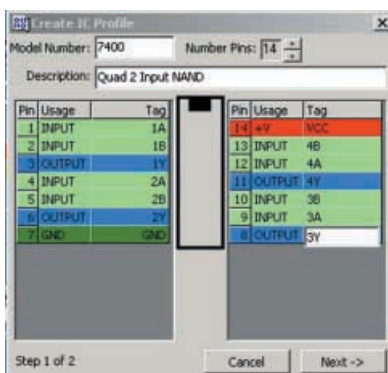 Create IC Profile
Model Number: 7400 Number Pins: 14
Description: Quad 2 Input NAND
Pin Usage Tag Pin Usage Tag
1 INPUT 1A 14 +V VCC
2 INPUT 1B 13 INPUT 4B
3 OUTPUT 1Y 12 INPUT 4A
4 INPUT 2A 11 OUTPUT 4Y
5 INPUT 2B 10 INPUT 3B
6 OUTPUT 2Y 9 INPUT 3A
7 GND GND 8 OUTPUT 3Y
Step 1 of 2 Cancel Next ->